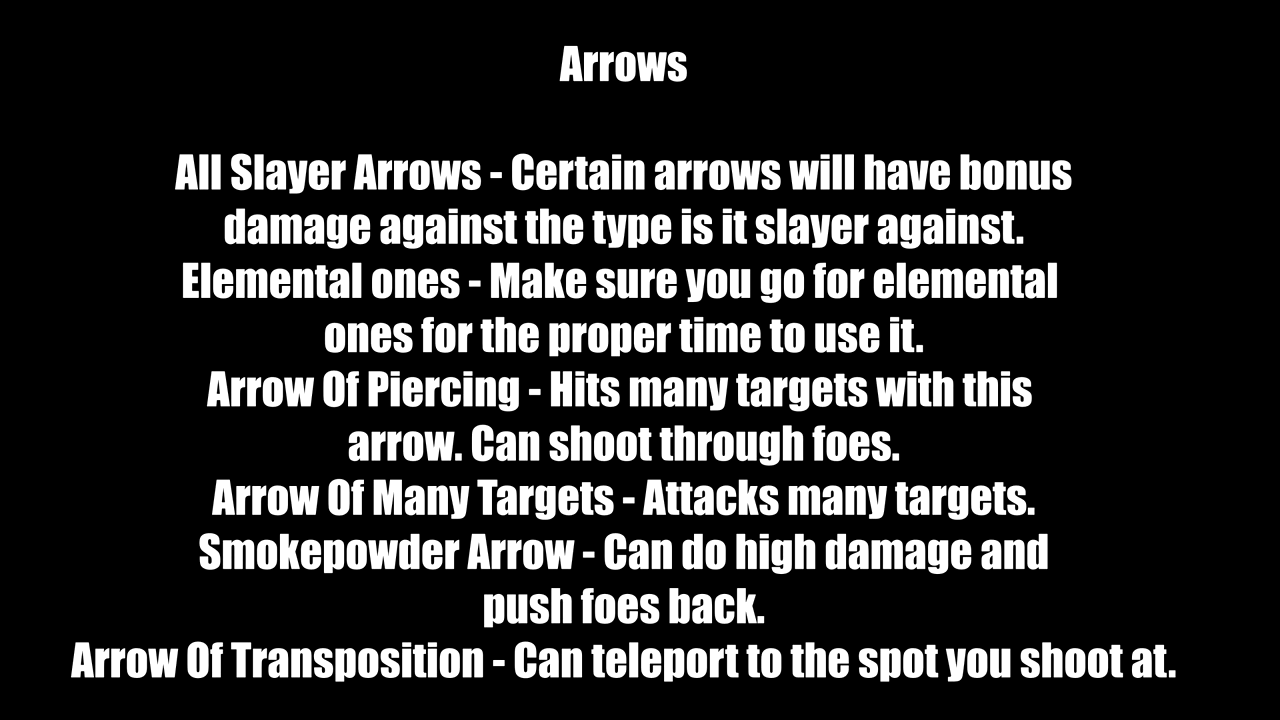 Arrows
All Slayer Arrows - Certain arrows will have bonus
damage against the type is it slayer against.
Elemental ones - Make sure you go for elemental
ones for the proper time to use it.
Arrow Of Piercing - Hits many targets with this
arrow. Can shoot through foes.
Arrow Of Many Targets - Attacks many targets.
Smokepowder Arrow - Can do high damage and
push foes back.
Arrow Of Transposition - Can teleport to the spot you shoot at.